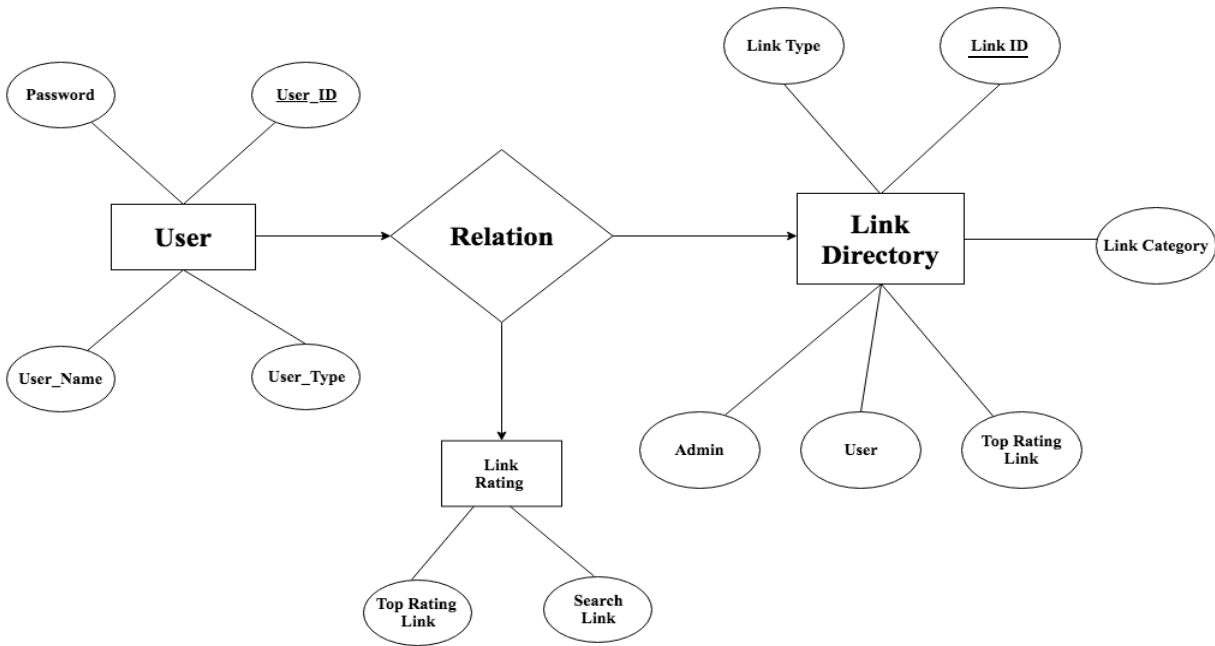 Link Type
Link ID
Password
User_ID
User
Relation
Link
Directory
Link Category
User_Name
User_Type
Admin
User
Top Rating
Link
Link
Rating
Top Rating
Link
Search
Link